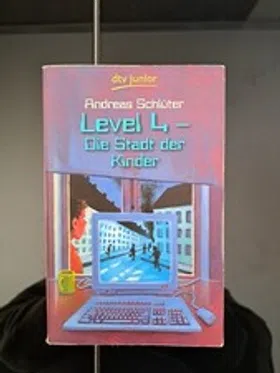 dtv junior
Andreas Schlüter
Level 4 –
Die Stadt der
Kinder